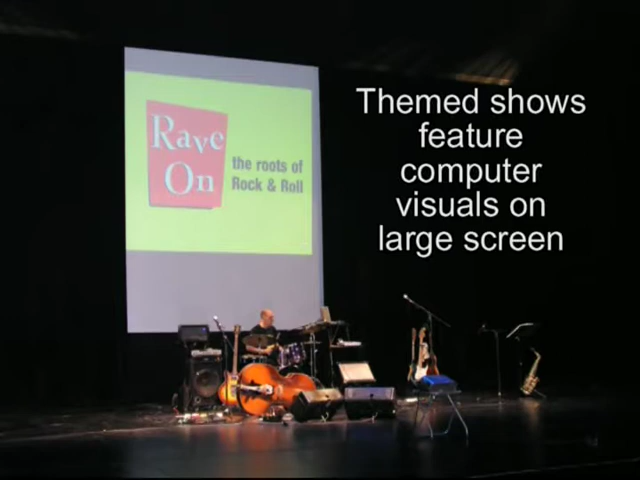 Rave
On
the roots of
Rock & Roll
Themed shows
feature
computer
visuals on
large screen